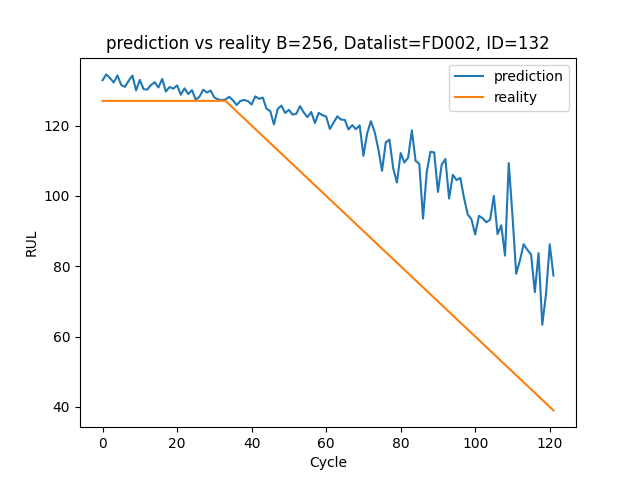 prediction vs reality B=256, Datalist=FD002, ID=132
prediction
reality
120
100
80
60
40
RUL
0 20 40 60 80 100 120
Cycle